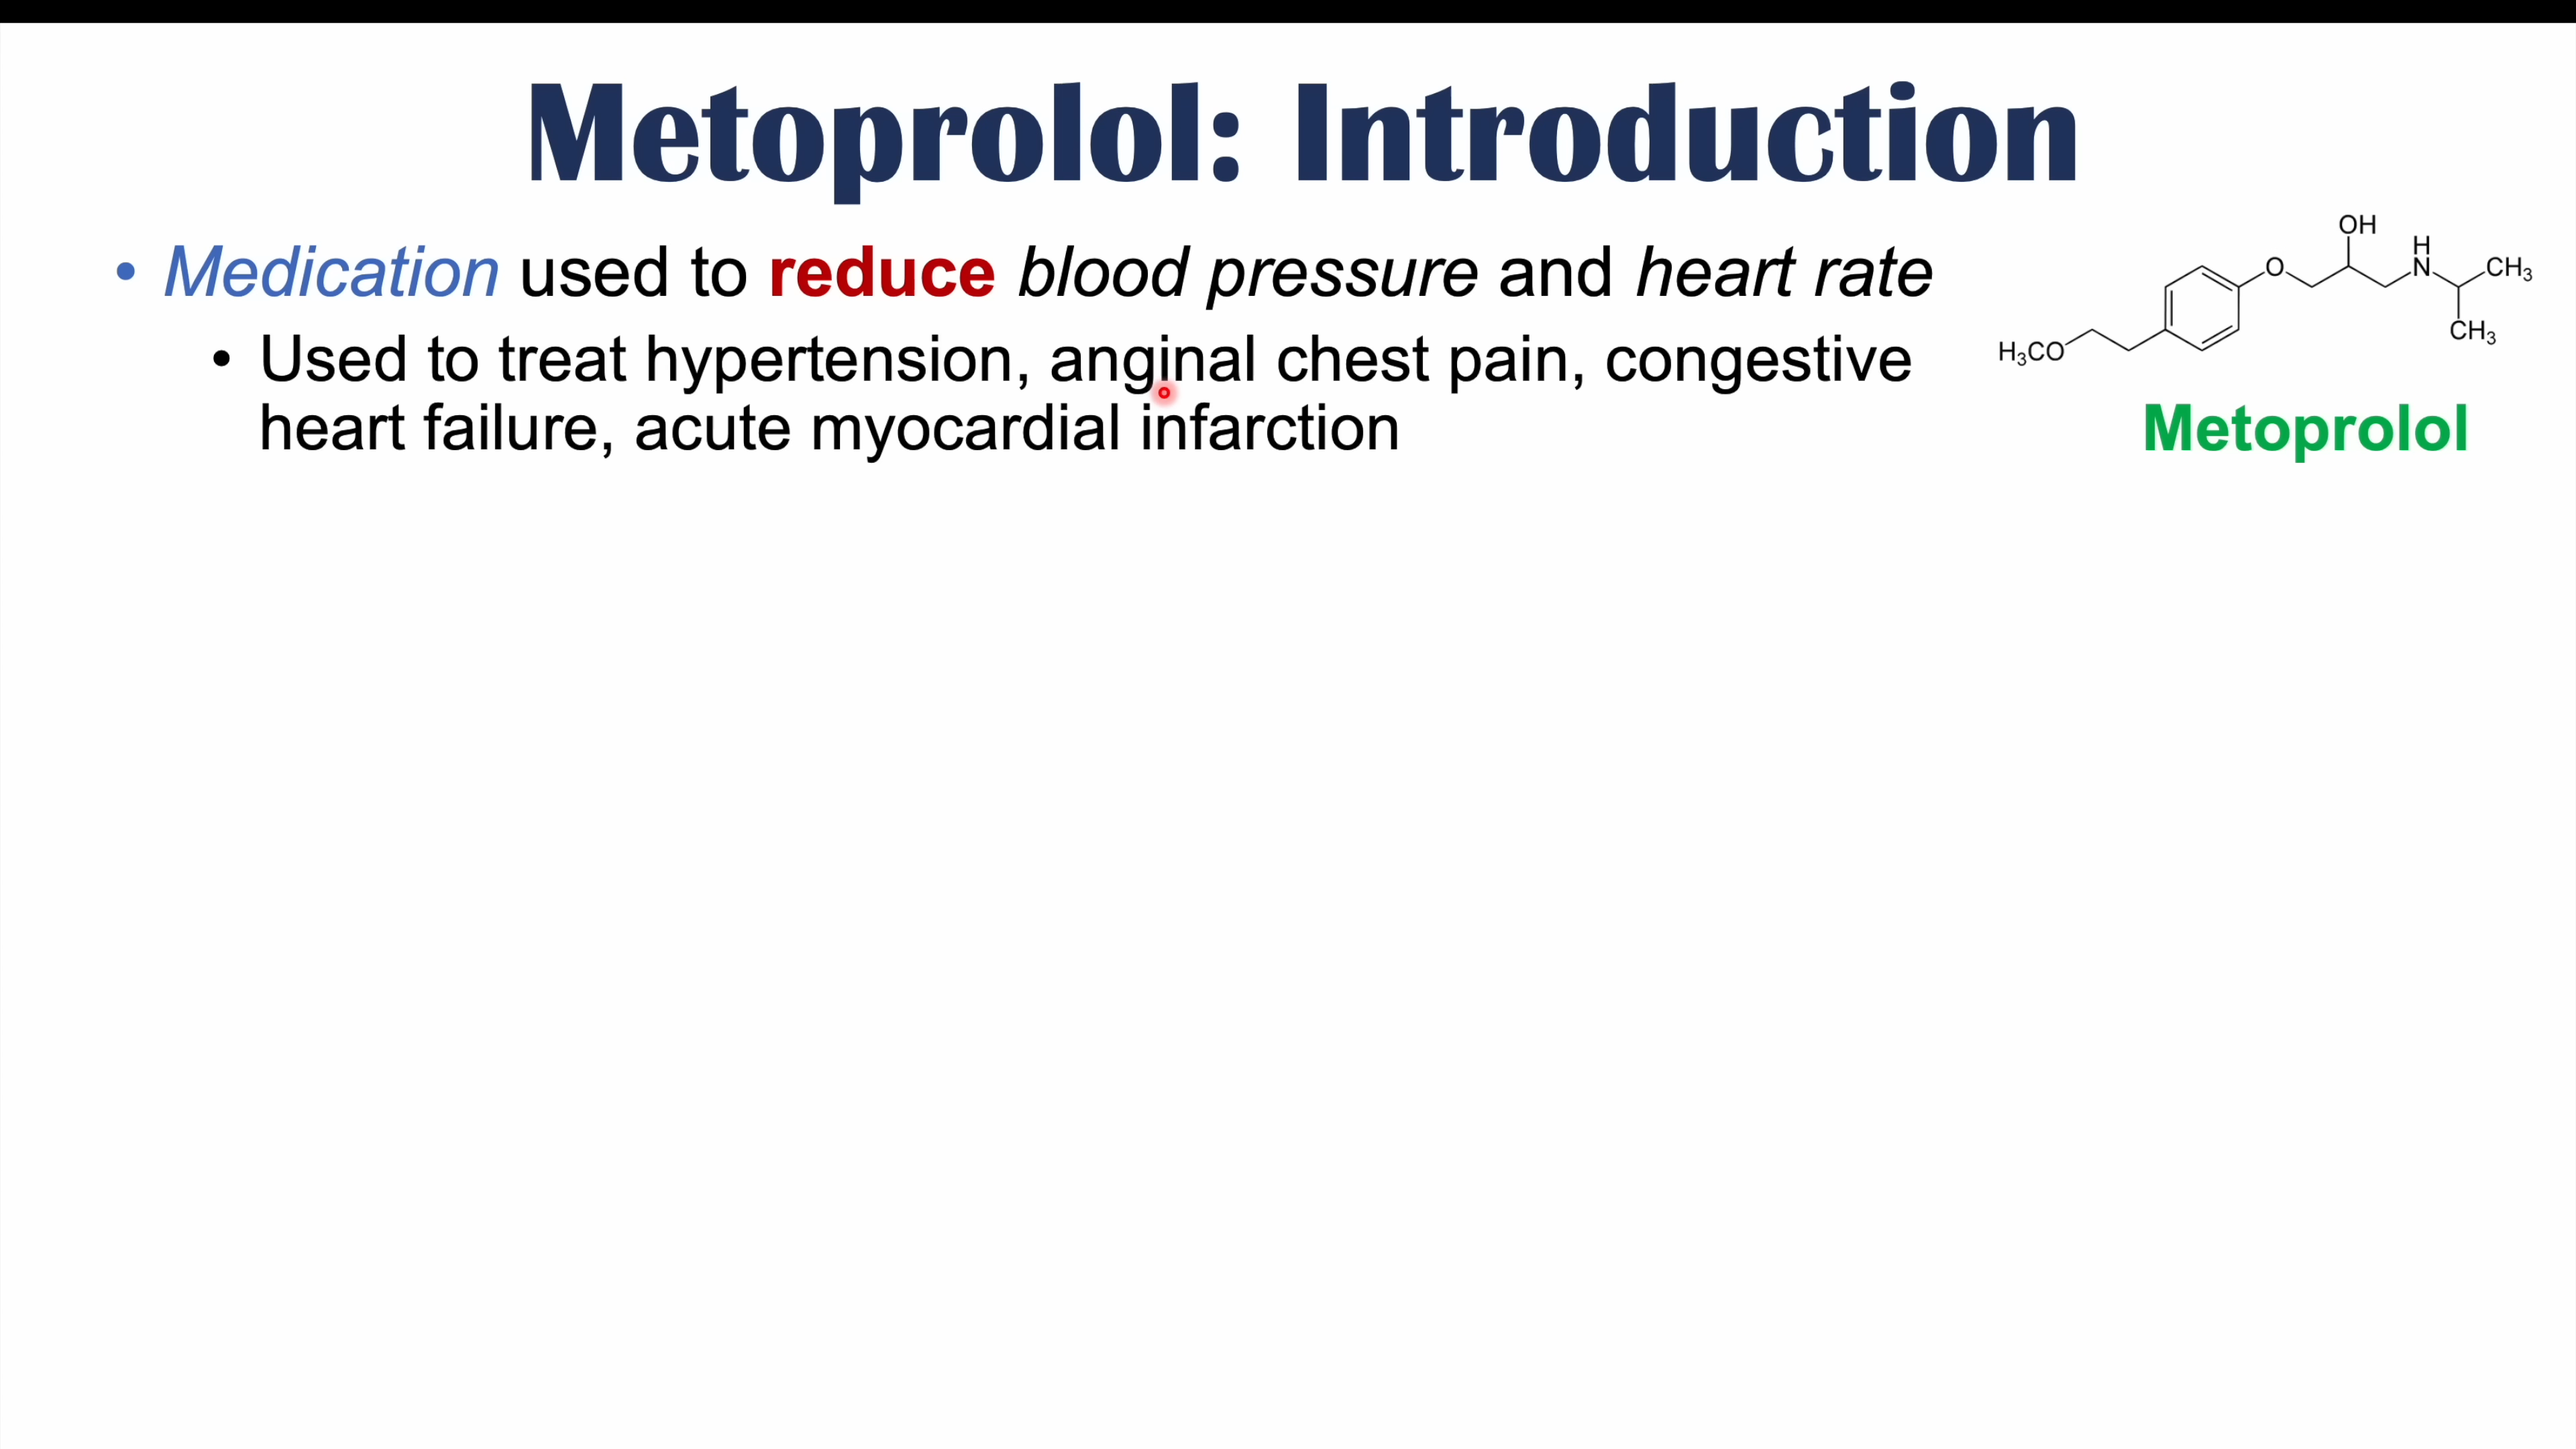 Metoprolol: Introduction
• Medication used to reduce blood pressure and heart rate
• Used to treat hypertension, anginal chest pain, congestive
heart failure, acute myocardial infarction
OH
H
N
O
CH₃
CH₃
H₃CO
Metoprolol